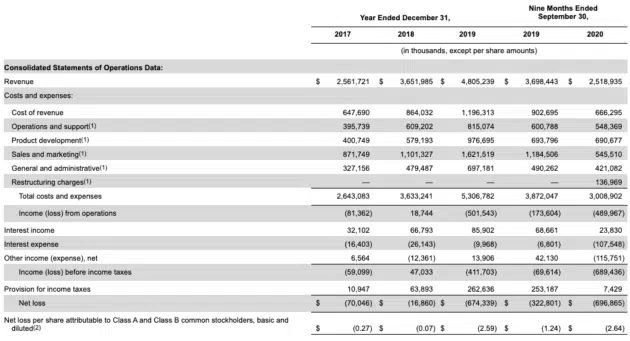 Year Ended December 31, Nine Months Ended September 30,
2017 2018 2019 2019 2020
(in thousands, except per share amounts)
Consolidated Statements of Operations Data:
Revenue $ 2,561,721 $ 3,651,985 $ 4,805,239 $ 3,698,443 $ 2,518,935
Costs and expenses:
Cost of revenue 647,690 864,032 1,196,313 902,695 666,295
Operations and support(1) 395,739 609,202 815,074 600,788 548,369
Product development(1) 400,749 579,193 976,695 693,796 690,677
Sales and marketing(1) 871,749 1,101,327 1,621,519 1,184,506 545,510
General and administrative(1) 327,156 479,487 697,181 490,262 421,082
Restructuring charges(1) — — — — 136,969
Total costs and expenses 2,643,083 3,633,241 5,306,782 3,872,047 3,008,902
Income (loss) from operations (81,362) 18,744 (501,543) (173,604) (489,967)
Interest income 32,102 66,793 85,902 68,661 23,830
Interest expense (16,403) (26,143) (9,968) (6,801) (107,548)
Other income (expense), net 6,564 (12,361) 13,906 42,130 (115,751)
Income (loss) before income taxes (59,099) 47,033 (411,703) (69,614) (689,436)
Provision for income taxes 10,947 63,893 262,636 253,187 7,429
Net loss $ (70,046) $ (16,860) $ (674,339) $ (322,801) $ (696,865)
Net loss per share attributable to Class A and Class B common stockholders, basic and
diluted(2) $ (0.27) $ (0.07) $ (2.59) $ (1.24) $ (2.64)